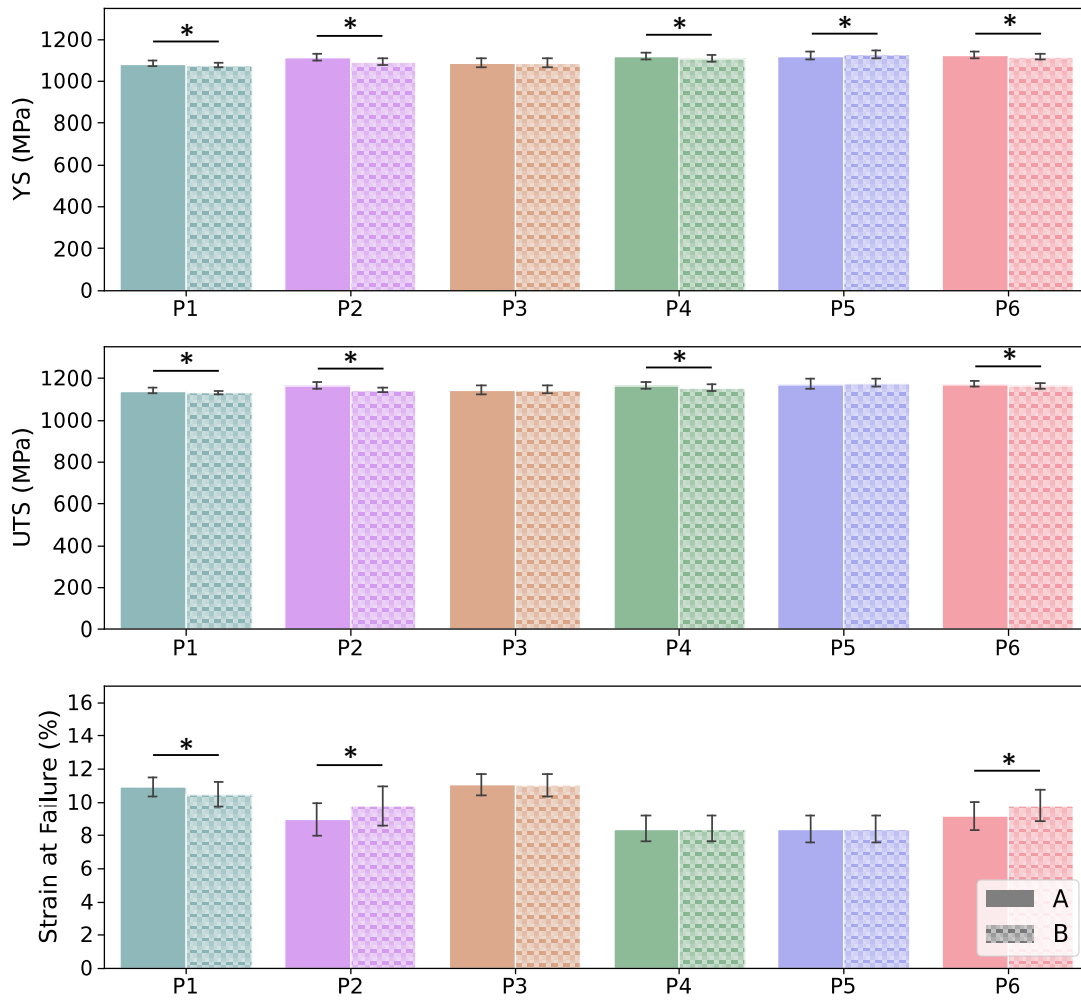 YS (MPa)
1200
1000
800
600
400
200
0
* * * * *
P1 P2 P3 P4 P5 P6
UTS (MPa)
1200
1000
800
600
400
200
0
* * * *
P1 P2 P3 P4 P5 P6
Strain at Failure (%)
16
14
12
10
8
6
4
2
0
* * *
A
B
P1 P2 P3 P4 P5 P6